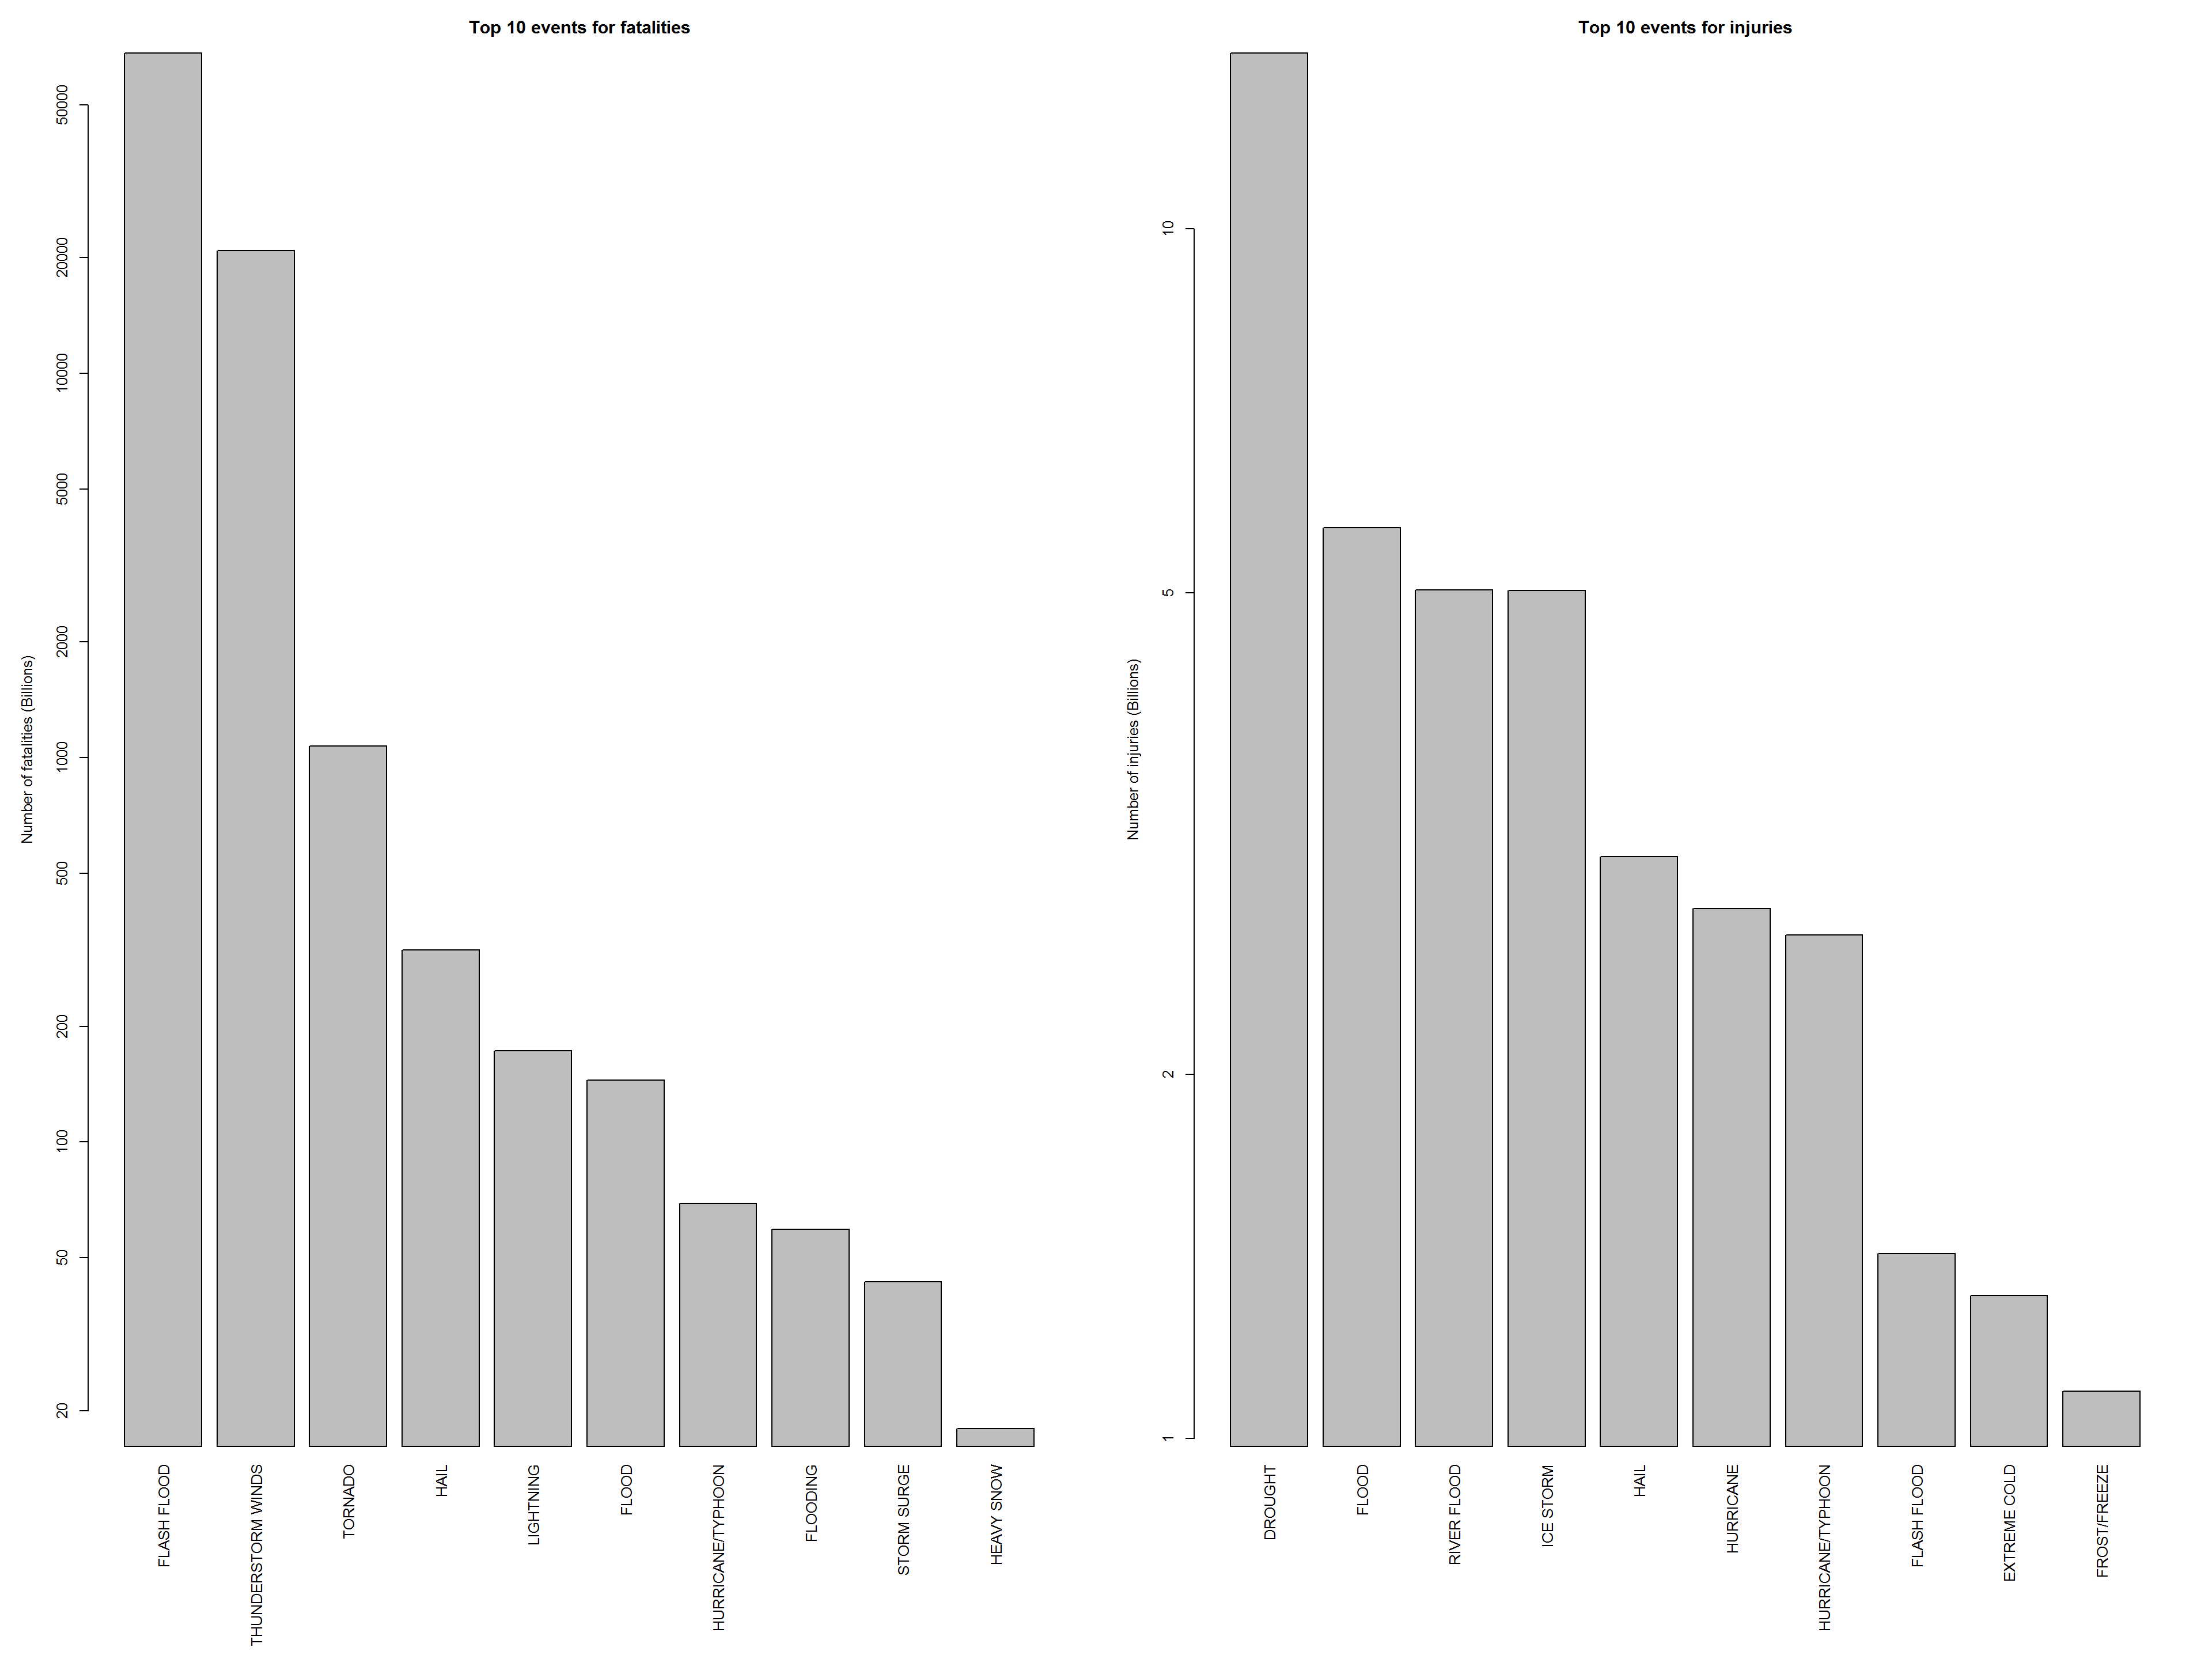 Top 10 events for fatalities
Number of fatalities (Billions)
50000
20000
10000
5000
2000
1000
500
200
100
50
20
FLASH FLOOD
THUNDERSTORM WINDS
TORNADO
HAIL
LIGHTNING
FLOOD
HURRICANE/TYPHOON
FLOODING
STORM SURGE
HEAVY SNOW
Top 10 events for injuries
Number of injuries (Billions)
10
5
2
1
DROUGHT
FLOOD
RIVER FLOOD
ICE STORM
HAIL
HURRICANE
HURRICANE/TYPHOON
FLASH FLOOD
EXTREME COLD
FROST/FREEZE